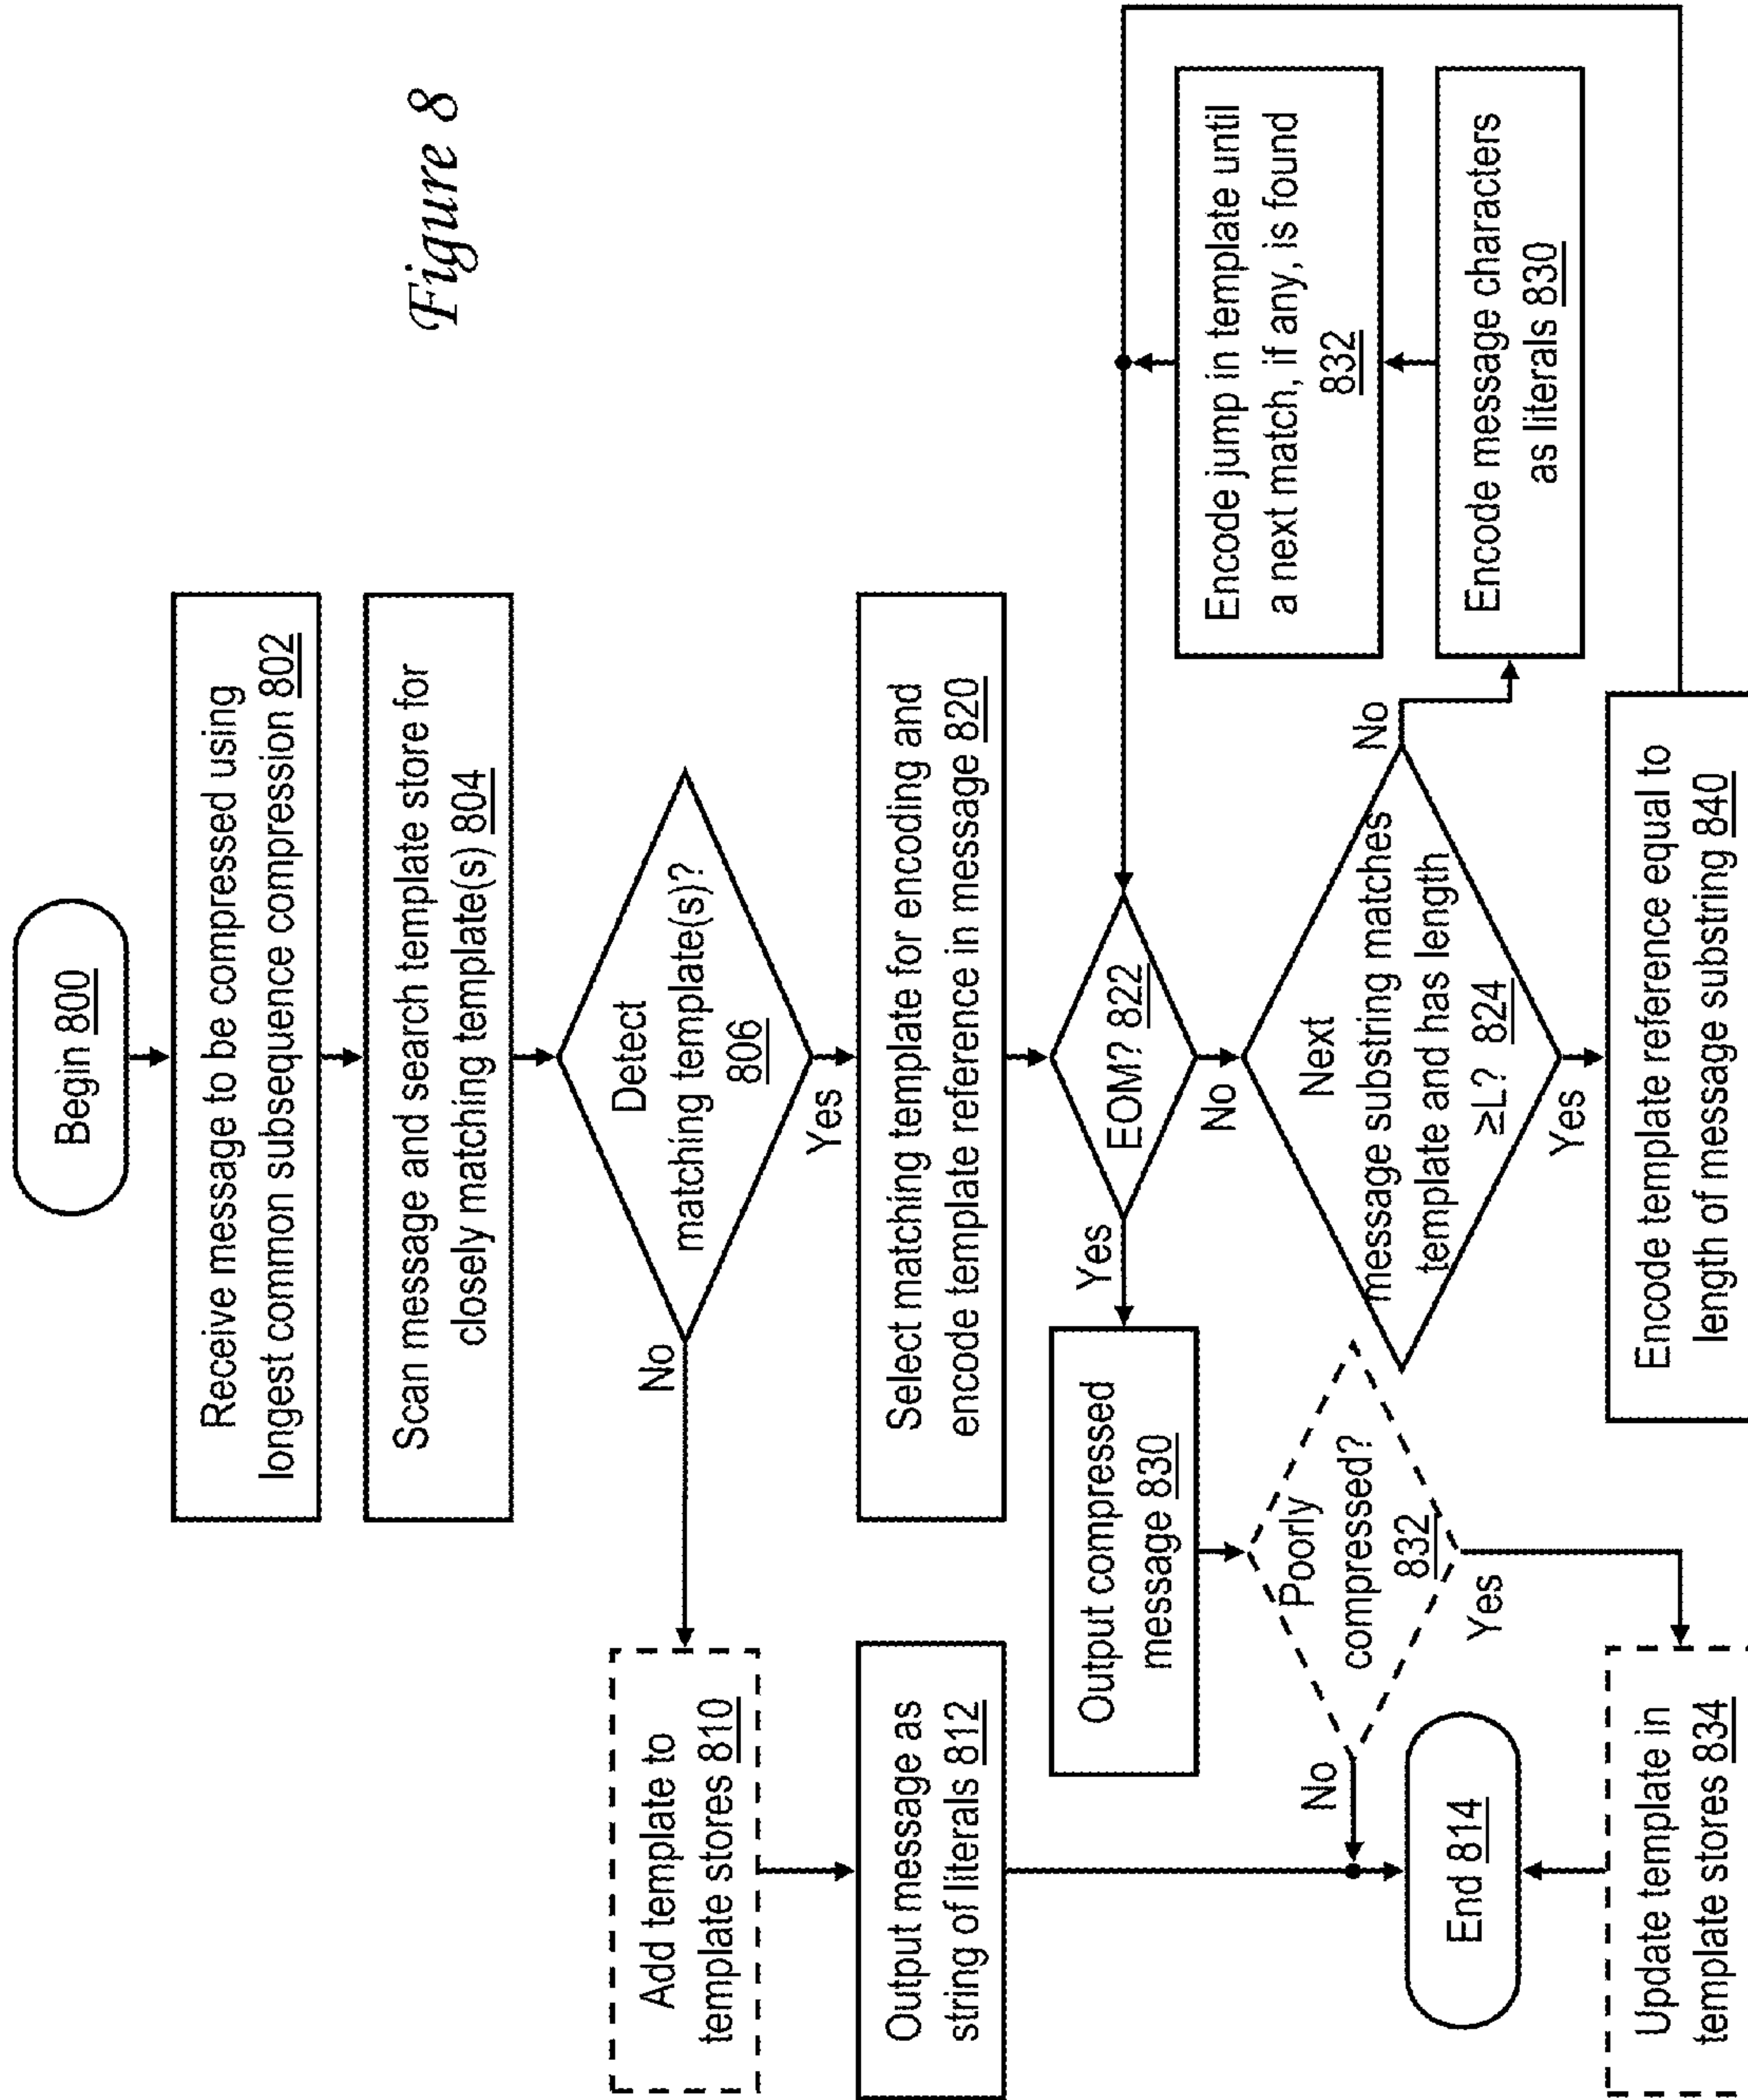 Begin 800
Receive message to be compressed using
longest common subsequence compression 802
Scan message and search template store for
closely matching template(s) 804
Detect
matching template(s)?
806
No
Yes
Add template to
template stores 810
Output message as
string of literals 812
Select matching template for encoding and
encode template reference in message 820
EOM? 822
Yes
No
Output compressed
message 830
Poorly
compressed?
832
No
Yes
End 814
Update template in
template stores 834
Next
message substring matches
template and has length
≥L? 824
No
Yes
Encode message characters
as literals 830
Encode jump in template until
a next match, if any, is found
832
Encode template reference equal to
length of message substring 840
Figure 8